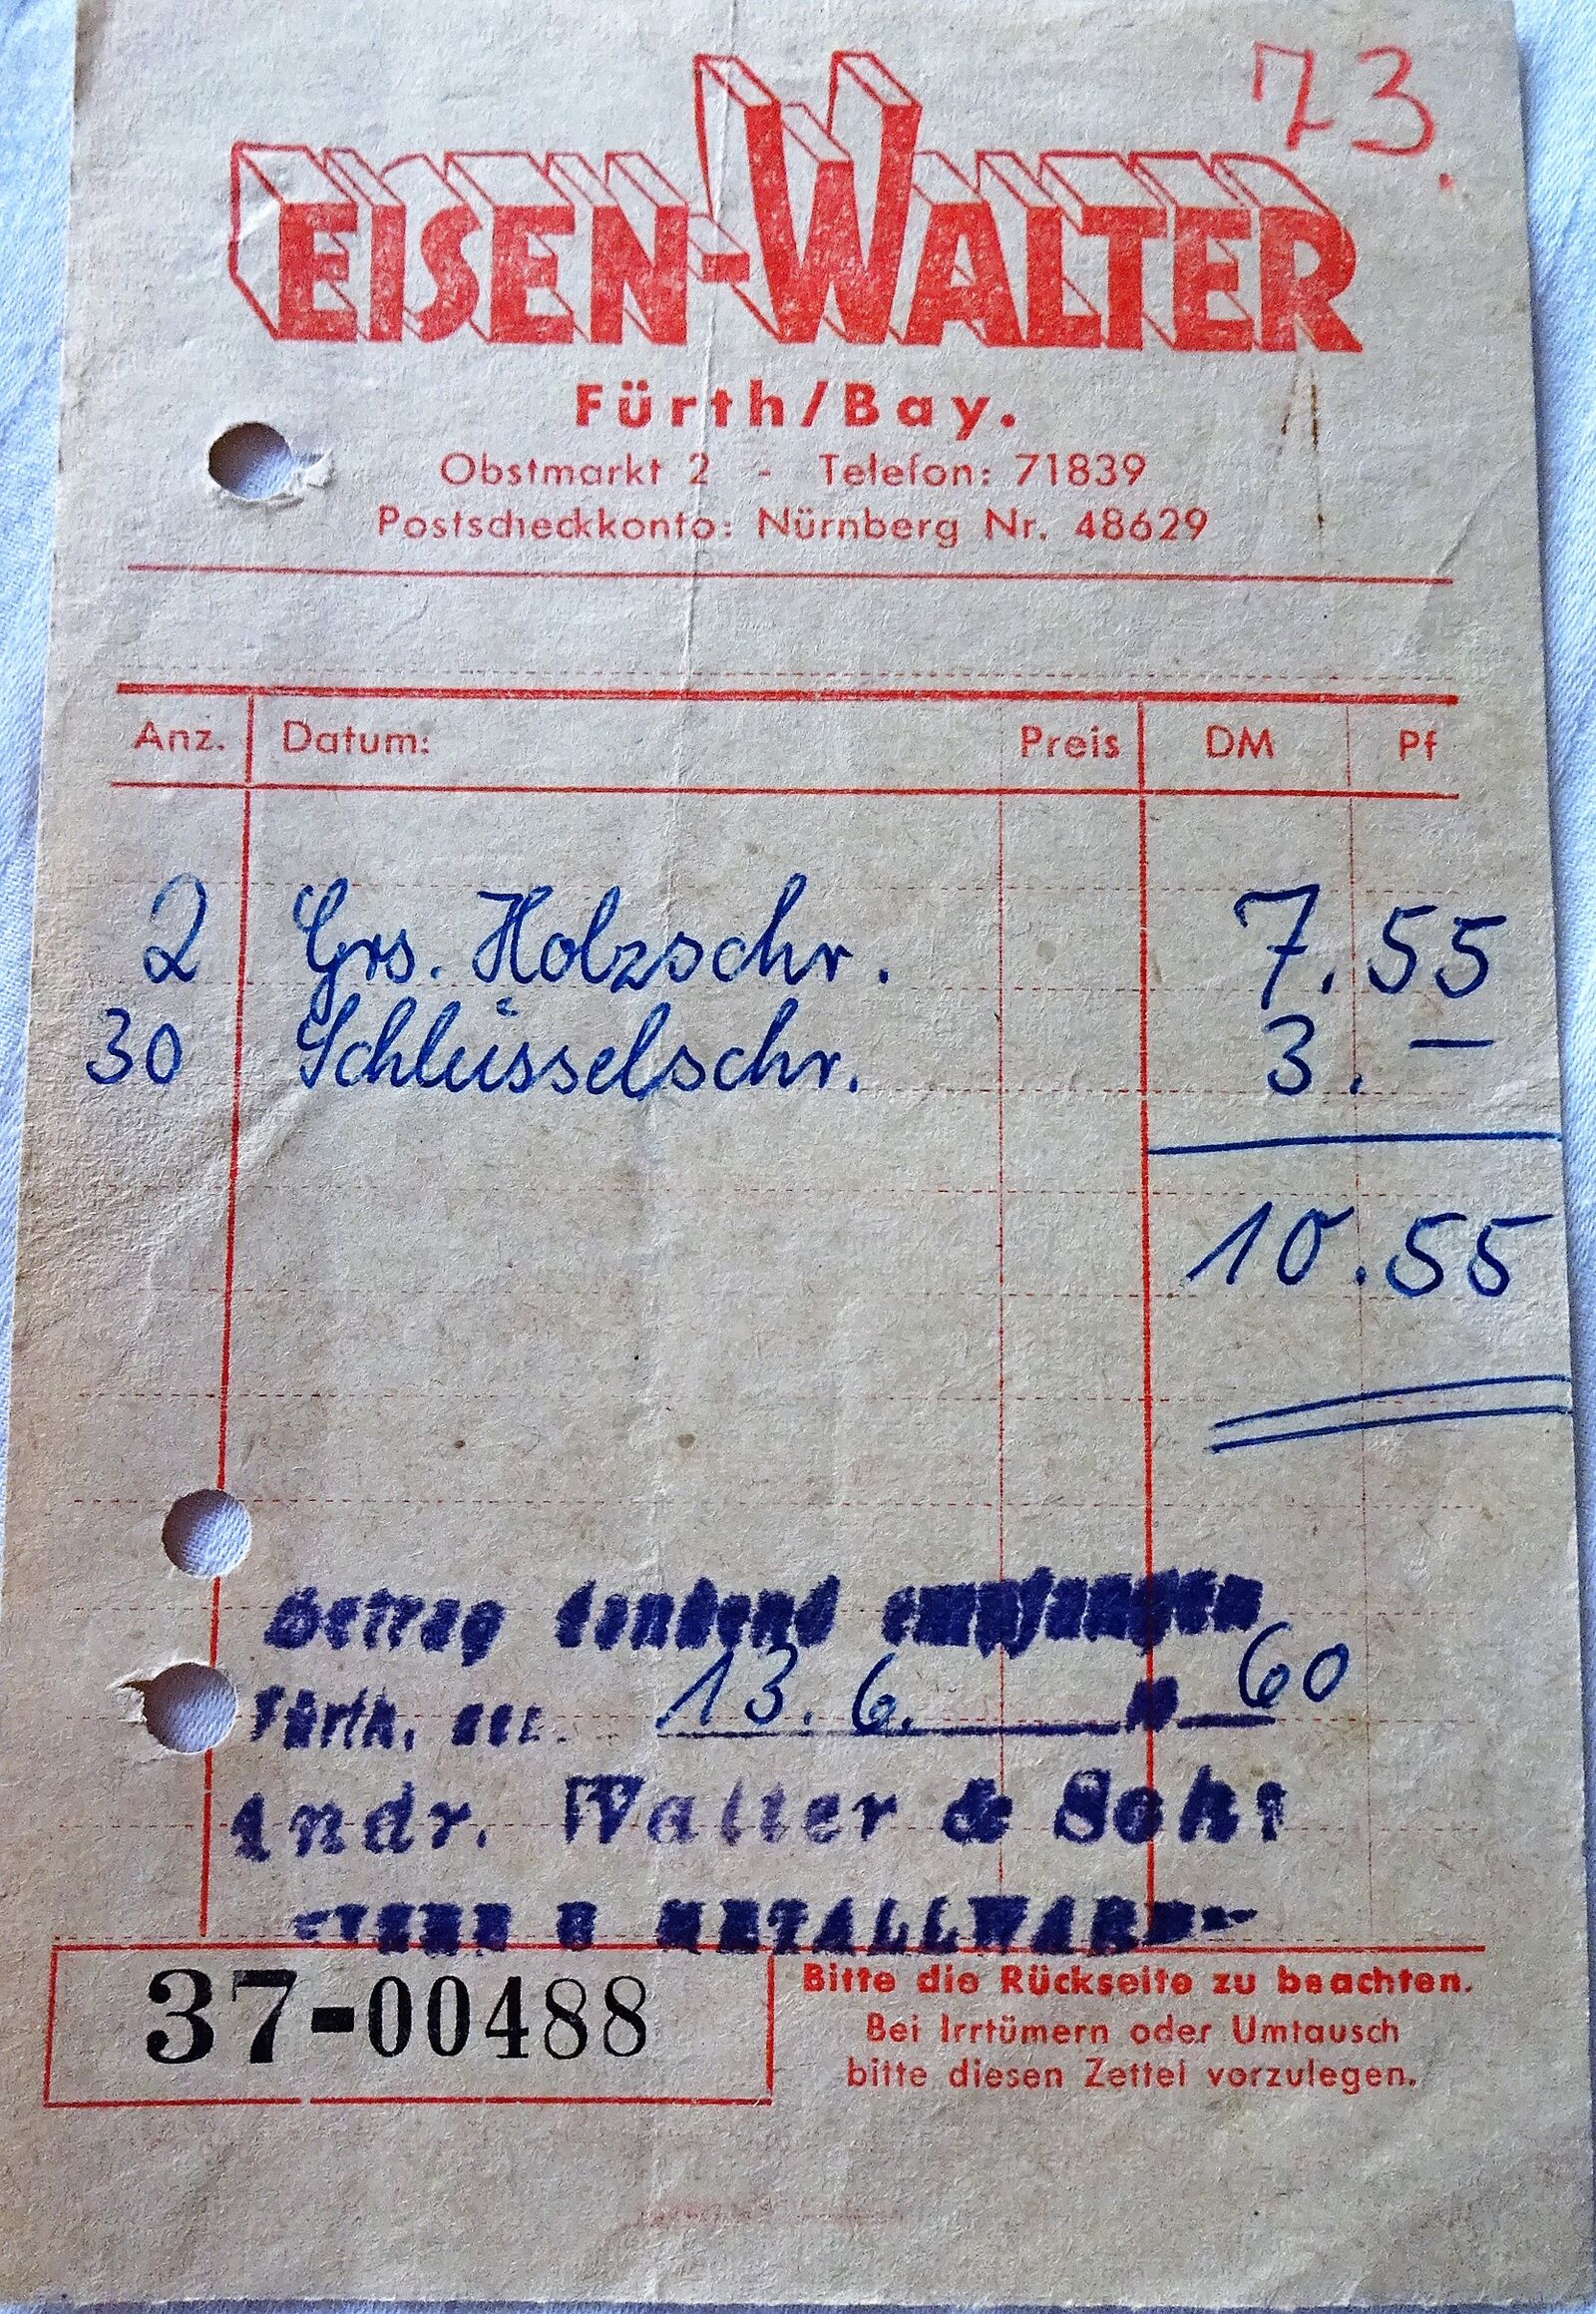 73.
EISEN-WALTER
Fürth/Bay.
Obstmarkt 2 - Telefon: 71839
Postscheckkonto: Nürnberg Nr. 48629
Anz. Datum: Preis DM Pf
2 Grs. Holzschr. 7.55
30 Schlüsselschr. 3.—
10.55
Betrag dankend empfangen
Fürth, den 13.6. 60
Andr. Walter & Sohn
METALLWAREN
37-00488
Bitte die Rückseite zu beachten.
Bei Irrtümern oder Umtausch
bitte diesen Zettel vorzulegen.